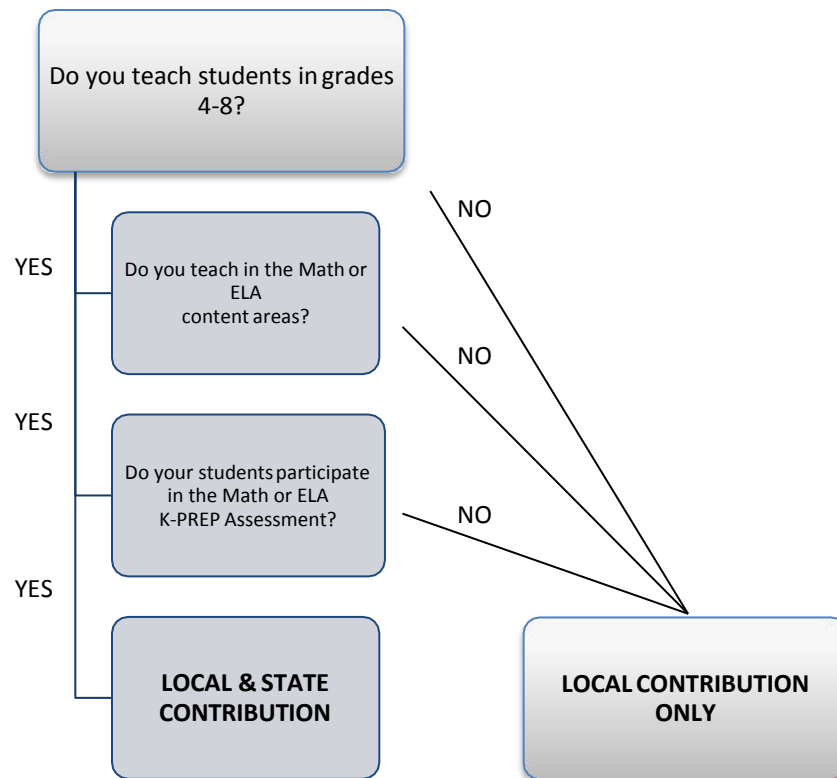 Do you teach students in grades
4-8?
NO
YES
Do you teach in the Math or
ELA
content areas?
NO
YES
Do your students participate
in the Math or ELA
K-PREP Assessment?
NO
YES
LOCAL & STATE
CONTRIBUTION
LOCAL CONTRIBUTION
ONLY